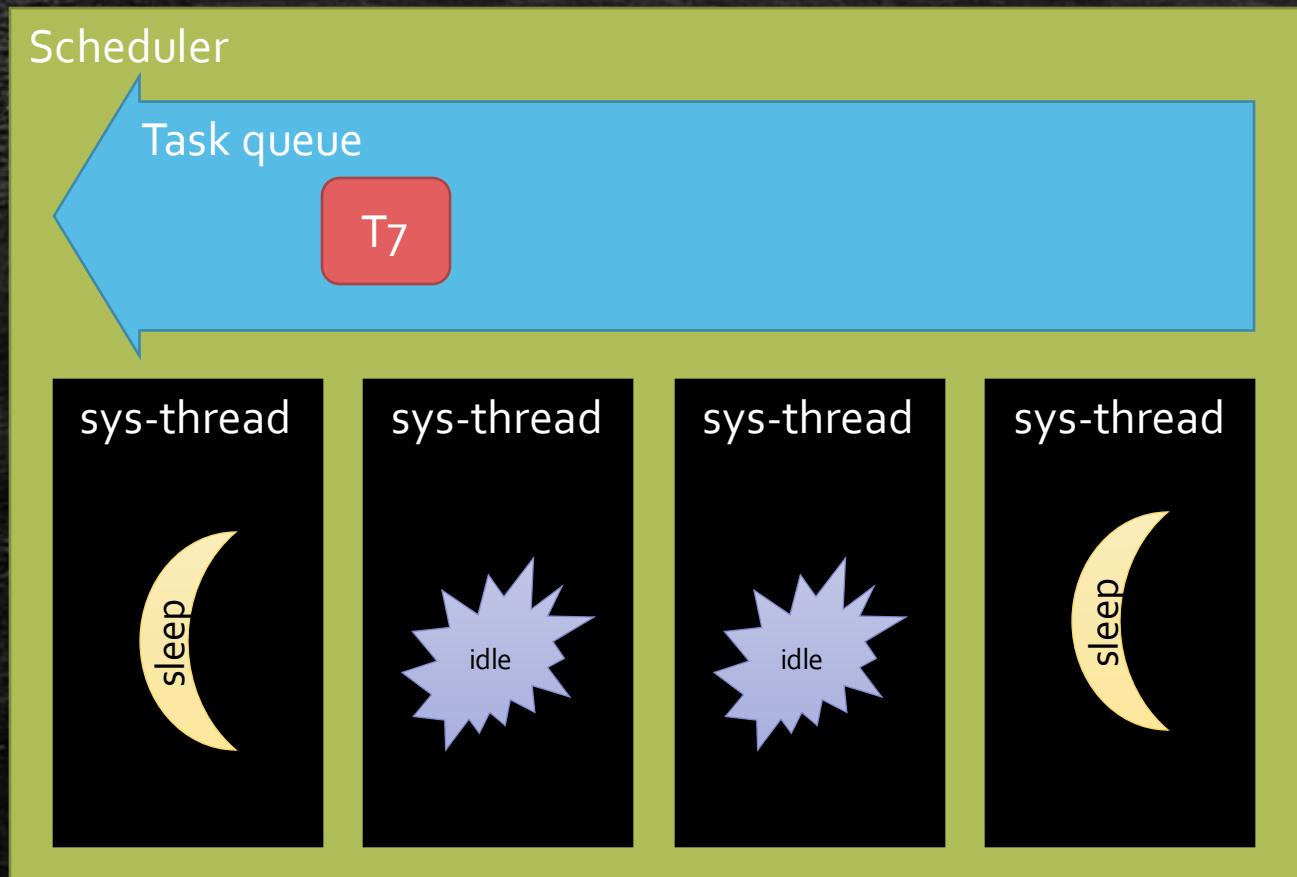 Scheduler
Task queue
T7
sys-thread
sys-thread
sys-thread
sys-thread
sleep
idle
idle
sleep